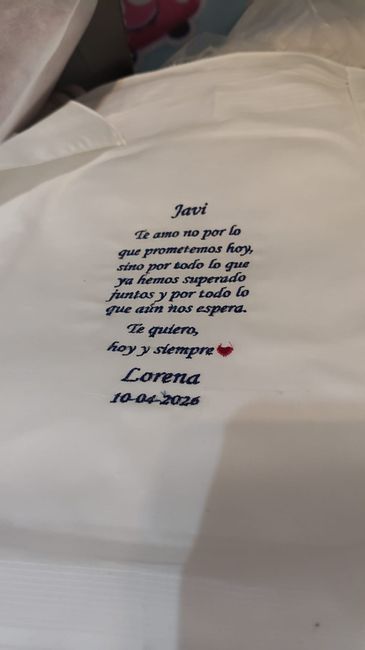 Javi
Te amo no por lo
que prometemos hoy,
sino por todo lo que
ya hemos superado
juntos y por todo lo
que aún nos espera.
Te quiero,
hoy y siempre
Lorena
10-04-2026